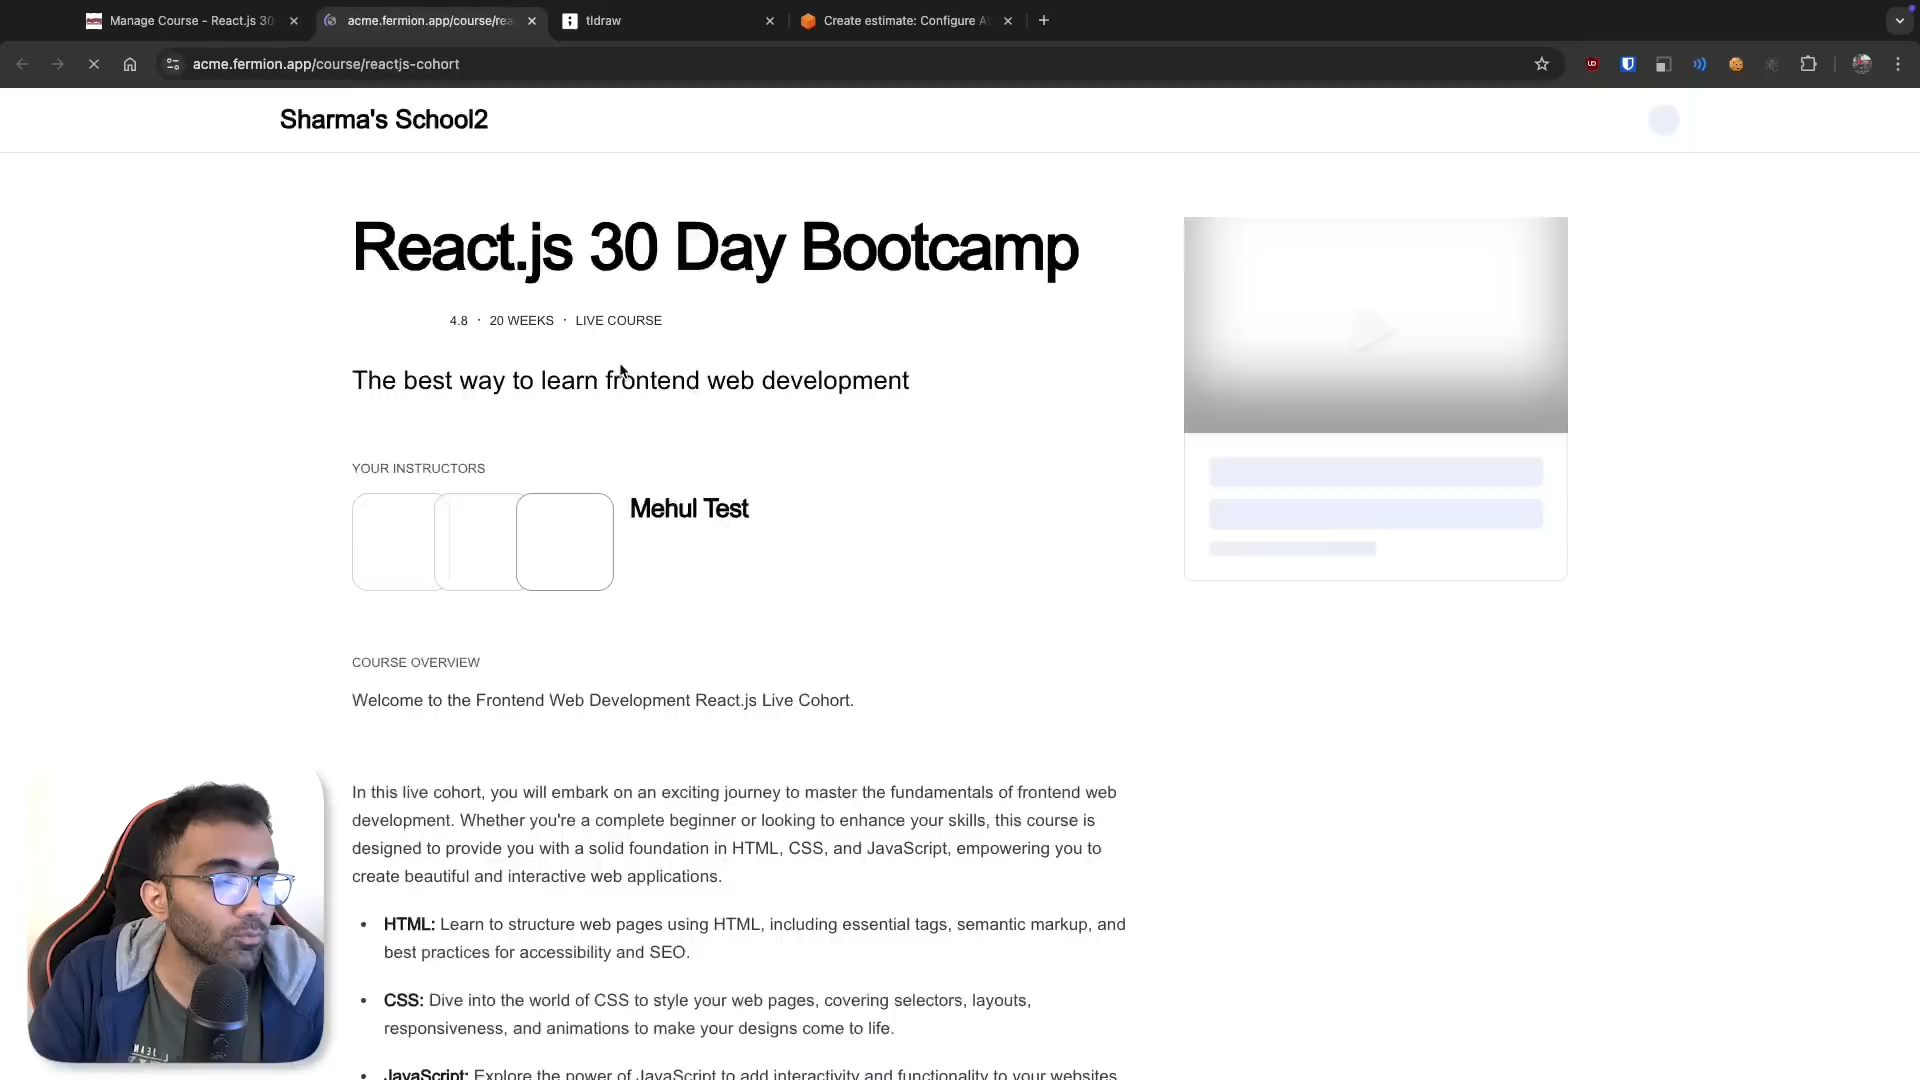 Manage Course - React.js 30
acme.fermion.app/course/rea
tldraw
Create estimate: Configure A
acme.fermion.app/course/reactjs-cohort
Sharma's School2
React.js 30 Day Bootcamp
4.8 · 20 WEEKS · LIVE COURSE
The best way to learn frontend web development
YOUR INSTRUCTORS
Mehul Test
COURSE OVERVIEW
Welcome to the Frontend Web Development React.js Live Cohort.
In this live cohort, you will embark on an exciting journey to master the fundamentals of frontend web
development. Whether you're a complete beginner or looking to enhance your skills, this course is
designed to provide you with a solid foundation in HTML, CSS, and JavaScript, empowering you to
create beautiful and interactive web applications.
• HTML: Learn to structure web pages using HTML, including essential tags, semantic markup, and
best practices for accessibility and SEO.
• CSS: Dive into the world of CSS to style your web pages, covering selectors, layouts,
responsiveness, and animations to make your designs come to life.
• JavaScript: Explore the power of JavaScript to add interactivity and functionality to your websites.